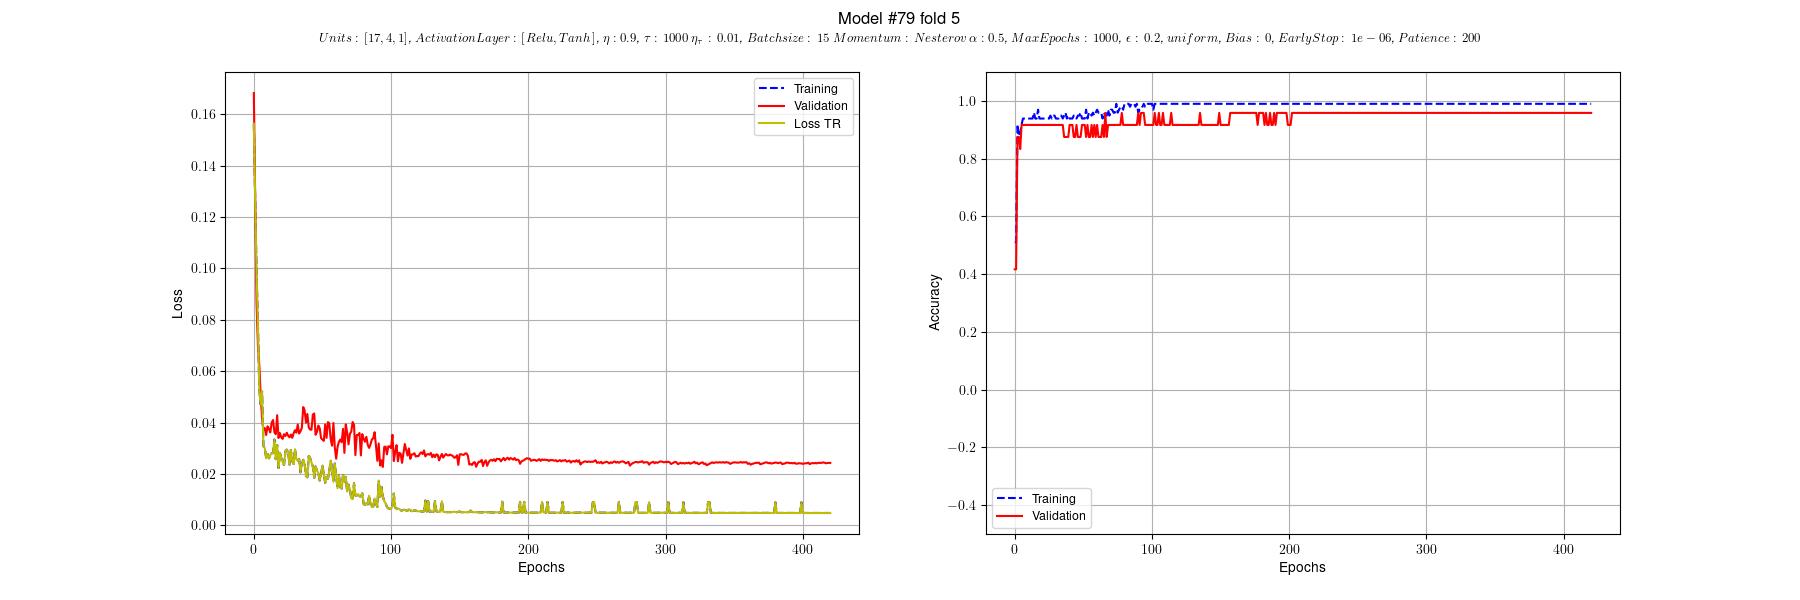 Model #79 fold 5
Units : [17, 4, 1], ActivationLayer : [Relu, Tanh], η : 0.9, τ : 1000 η_τ : 0.01, Batchsize : 15 Momentum : Nesterov α : 0.5, MaxEpochs : 1000, ϵ : 0.2, uniform, Bias : 0, EarlyStop : 1e − 06, Patience : 200
Training
Validation
Loss TR
0.16
0.14
0.12
0.10
0.08
0.06
0.04
0.02
0.00
Loss
0
100
200
300
400
Epochs
1.0
0.8
0.6
0.4
0.2
0.0
−0.2
−0.4
Accuracy
Training
Validation
0
100
200
300
400
Epochs